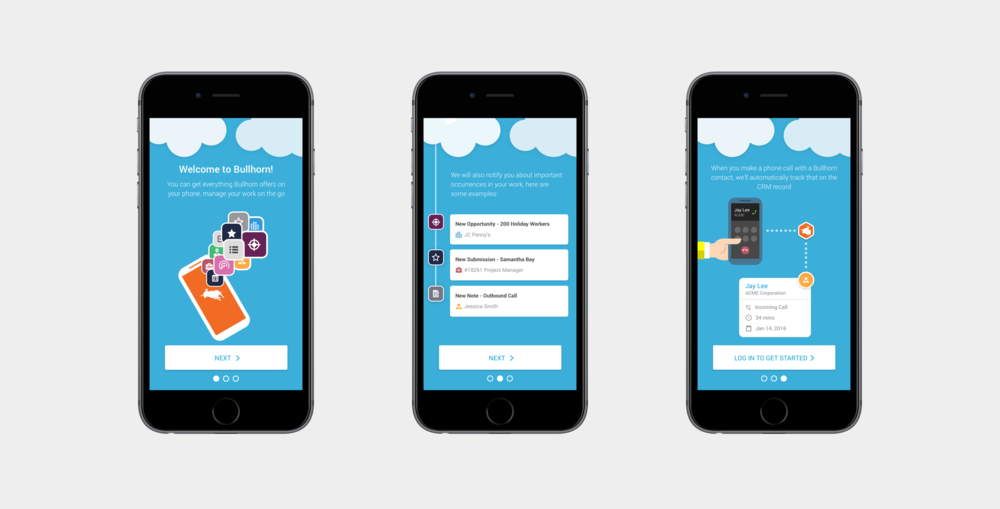 Welcome to Bullhorn!
You can get everything Bullhorn offers on
your phone, manage your work on the go
NEXT
We will also notify you about important
occurrences in your work, here are
some examples:
New Opportunity - 200 Holiday Workers
JC Penny's
New Submission - Samantha Bay
#18261 Project Manager
New Note - Outbound Call
Jessica Smith
NEXT
When you make a phone call with a Bullhorn
contact, we'll automatically track that on the
CRM record
Jay Lee
ACME
Jay Lee
ACME Corporation
Incoming Call
34 mins
Jan 14, 2016
LOG IN TO GET STARTED